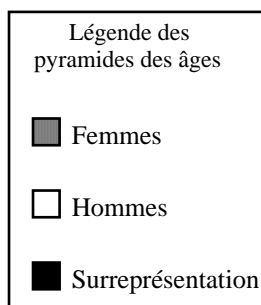 Légende des
pyramides des âges
Femmes
Hommes
Surreprésentation